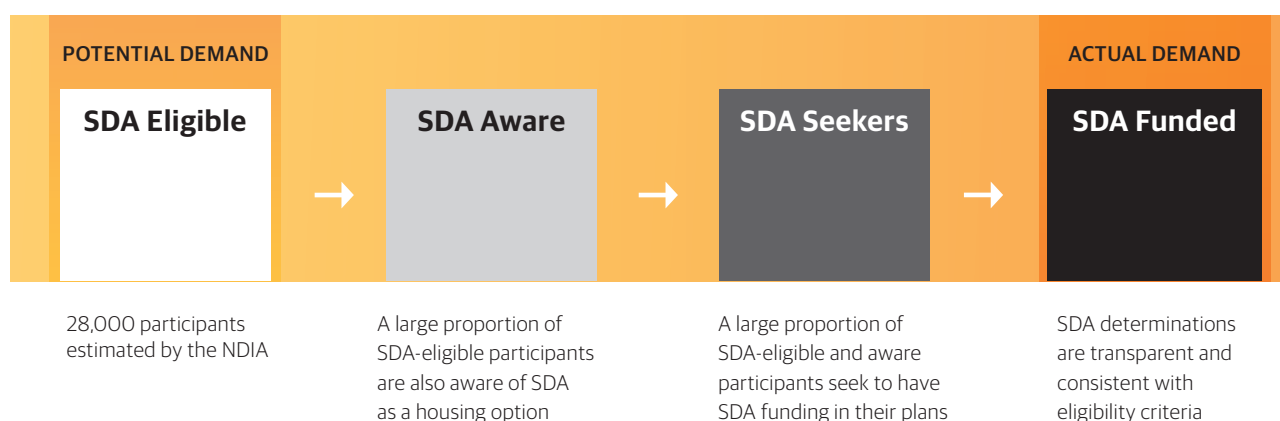 POTENTIAL DEMAND
SDA Eligible
28,000 participants
estimated by the NDIA
SDA Aware
A large proportion of
SDA-eligible participants
are also aware of SDA
as a housing option
SDA Seekers
A large proportion of
SDA-eligible and aware
participants seek to have
SDA funding in their plans
ACTUAL DEMAND
SDA Funded
SDA determinations
are transparent and
consistent with
eligibility criteria